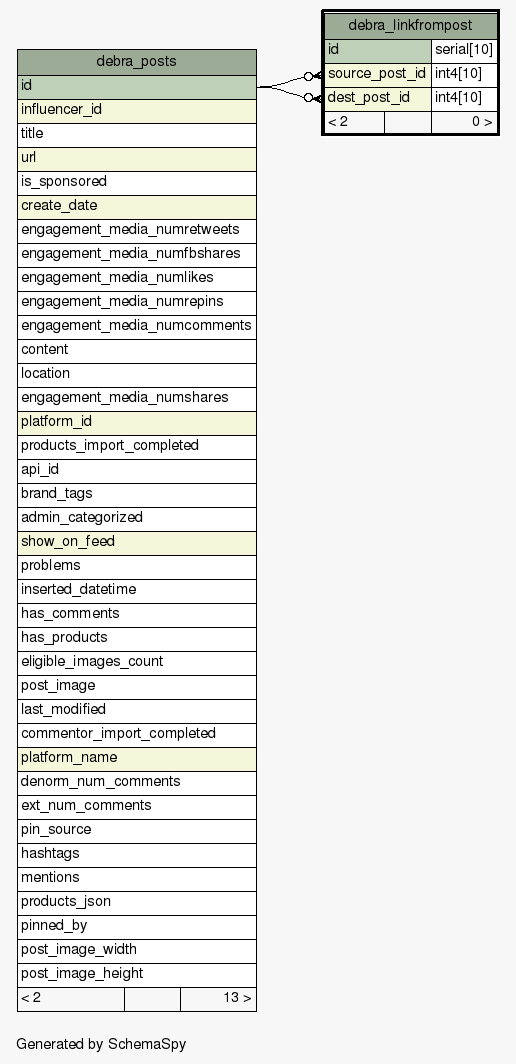 debra_linkfrompost
id serial[10]
source_post_id int4[10]
dest_post_id int4[10]
< 2 0 >
debra_posts
id
influencer_id
title
url
is_sponsored
create_date
engagement_media_numretweets
engagement_media_numfbshares
engagement_media_numlikes
engagement_media_numrepins
engagement_media_numcomments
content
location
engagement_media_numshares
platform_id
products_import_completed
api_id
brand_tags
admin_categorized
show_on_feed
problems
inserted_datetime
has_comments
has_products
eligible_images_count
post_image
last_modified
commentor_import_completed
platform_name
denorm_num_comments
ext_num_comments
pin_source
hashtags
mentions
products_json
pinned_by
post_image_width
post_image_height
< 2 13 >
Generated by SchemaSpy